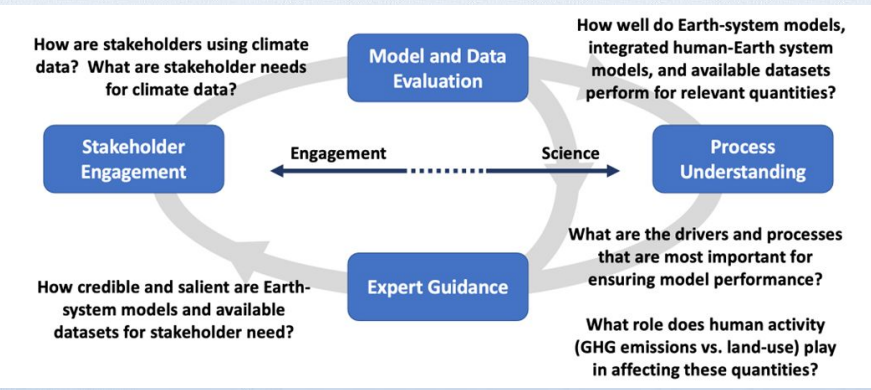 How are stakeholders using climate
data? What are stakeholder needs
for climate data?
Model and Data
Evaluation
How well do Earth-system models,
integrated human-Earth system
models, and available datasets
perform for relevant quantities?
Stakeholder
Engagement
Engagement
Science
Process
Understanding
How credible and salient are Earth-
system models and available
datasets for stakeholder need?
Expert Guidance
What are the drivers and processes
that are most important for
ensuring model performance?
What role does human activity
(GHG emissions vs. land-use) play
in affecting these quantities?